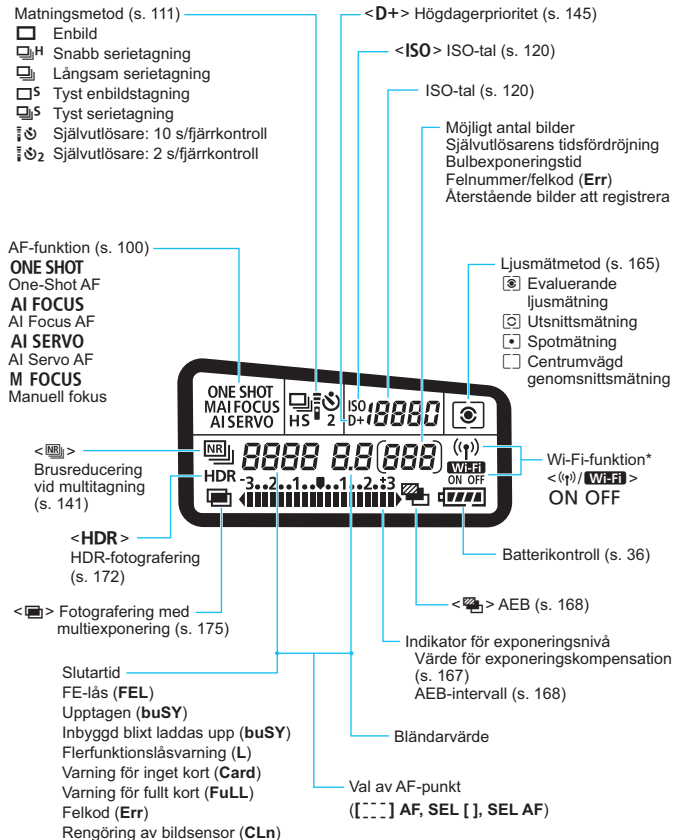 Matningsmetod (s. 111)
Enbild
H Snabb serietagning
Långsam serietagning
S Tyst enbildstagning
S Tyst serietagning
Självutlösare: 10 s/fjärrkontroll
2 Självutlösare: 2 s/fjärrkontroll
<D+> Högdagerprioritet (s. 145)
<ISO> ISO-tal (s. 120)
ISO-tal (s. 120)
Möjligt antal bilder
Självutlösarens tidsfördröjning
Bulbexponeringstid
Felnummer/felkod (Err)
Återstående bilder att registrera
AF-funktion (s. 100)
ONE SHOT
One-Shot AF
AI FOCUS
AI Focus AF
AI SERVO
AI Servo AF
M FOCUS
Manuell fokus
Ljusmätmetod (s. 165)
Evaluerande
ljusmätning
Utsnittsmätning
Spotmätning
Centrumvägd
genomsnittsmätning
ONE SHOT
MAI FOCUS
AI SERVO
HS 2
ISO
D+ 18880
NR 8888 8.8 (888)
Wi-Fi
ON OFF
HDR -3..2..1..0..1..2..±3
<NR>
Brusreducering
vid multitagning
(s. 141)
<HDR>
HDR-fotografering
(s. 172)
< > Fotografering med
multiexponering (s. 175)
Wi-Fi-funktion*
< / Wi-Fi >
ON OFF
Batterikontroll (s. 36)
< > AEB (s. 168)
Indikator för exponeringsnivå
Värde för exponeringskompensation
(s. 167)
AEB-intervall (s. 168)
Slutartid
FE-lås (FEL)
Upptagen (buSY)
Inbyggd blixt laddas upp (buSY)
Flerfunktionslåsvarning (L)
Varning för inget kort (Card)
Varning för fullt kort (FuLL)
Felkod (Err)
Rengöring av bildsensor (CLn)
Bländarvärde
Val av AF-punkt
([---] AF, SEL [ ], SEL AF)